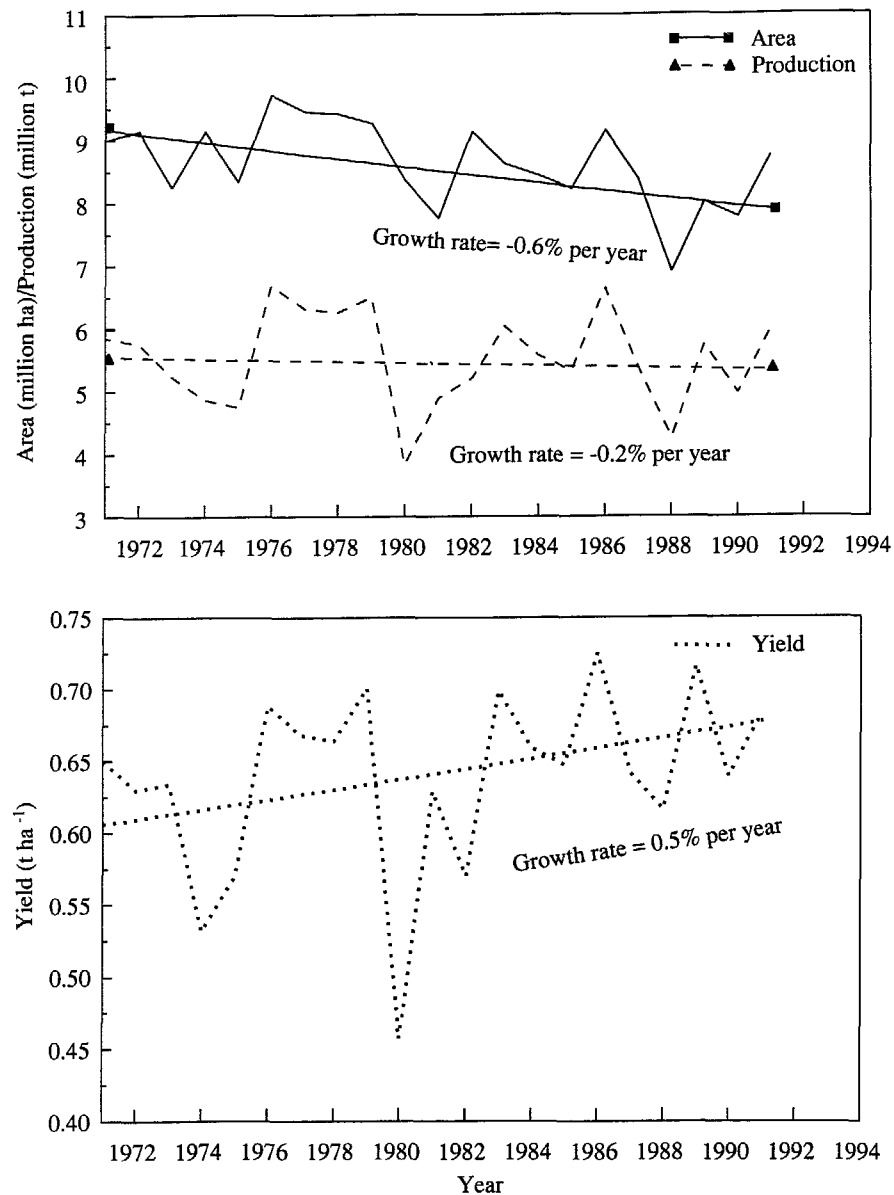 Area (million ha)/Production (million t)
11
10
9
8
7
6
5
4
3
Area
Production
Growth rate= -0.6% per year
Growth rate = -0.2% per year
1972 1974 1976 1978 1980 1982 1984 1986 1988 1990 1992 1994
Yield (t ha -1)
0.75
0.70
0.65
0.60
0.55
0.50
0.45
0.40
Yield
Growth rate = 0.5% per year
1972 1974 1976 1978 1980 1982 1984 1986 1988 1990 1992 1994
Year